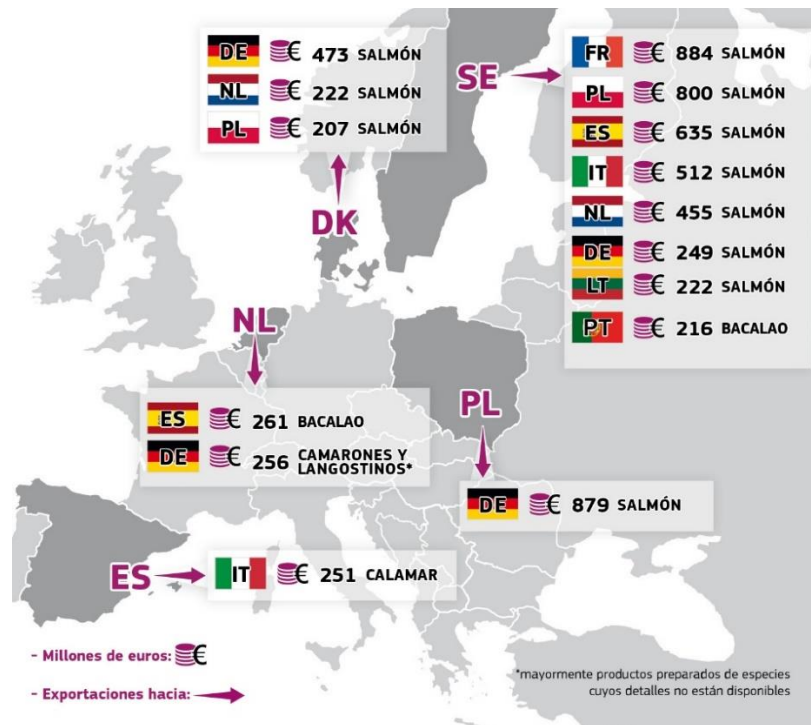 DE € 473 SALMÓN
NL € 222 SALMÓN
PL € 207 SALMÓN
DK
SE
FR € 884 SALMÓN
PL € 800 SALMÓN
ES € 635 SALMÓN
IT € 512 SALMÓN
NL € 455 SALMÓN
DE € 249 SALMÓN
LT € 222 SALMÓN
PT € 216 BACALAO
NL
ES € 261 BACALAO
DE € 256 CAMARONES Y
LANGOSTINOS*
PL
DE € 879 SALMÓN
ES
IT € 251 CALAMAR
- Millones de euros: €
- Exportaciones hacia:
*mayormente productos preparados de especies
cuyos detalles no están disponibles